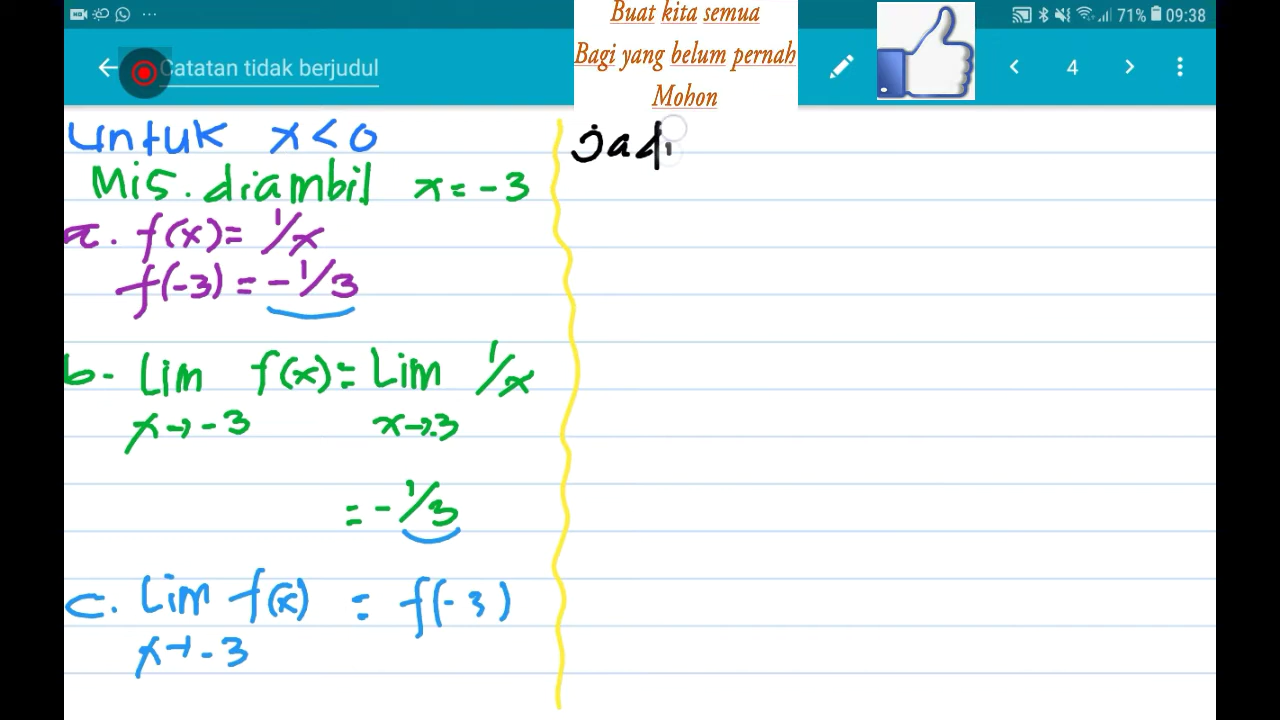 71% 09:38
Buat kita semua
Bagi yang belum pernah
Mohon
Catatan tidak berjudul
4
Untuk x < 0
Mis. diambil x = -3
a. f(x) = 1/x
f(-3) = -1/3
b- Lim f(x) = Lim 1/x
x→-3 x→-3
= -1/3
c. Lim f(x) = f(-3)
x→-3
jadi